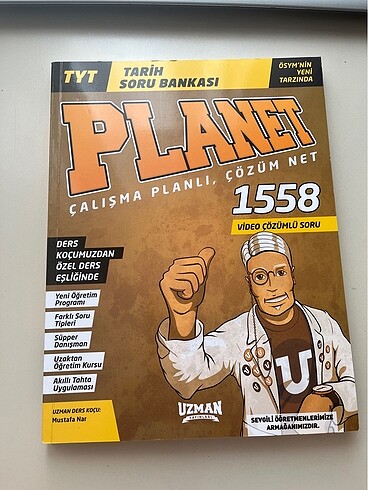 TYT
TARİH
SORU BANKASI
ÖSYM'NİN
YENİ
TARZINDA
PLANET
ÇALIŞMA PLANLI, ÇÖZÜM NET
1558
VİDEO ÇÖZÜMLÜ SORU
DERS
KOÇUMUZDAN
ÖZEL DERS
EŞLİĞİNDE
Yeni Öğretim
Programı
Farklı Soru
Tipleri
Süpper
Danışman
Uzaktan
Öğretim Kursu
Akıllı Tahta
Uygulaması
UZMAN DERS KOÇU:
Mustafa Nar
U
UZMAN
YAYINLARI
SEVGİLİ ÖĞRETMENLERİMİZE
ARMAĞANIMIZDIR.